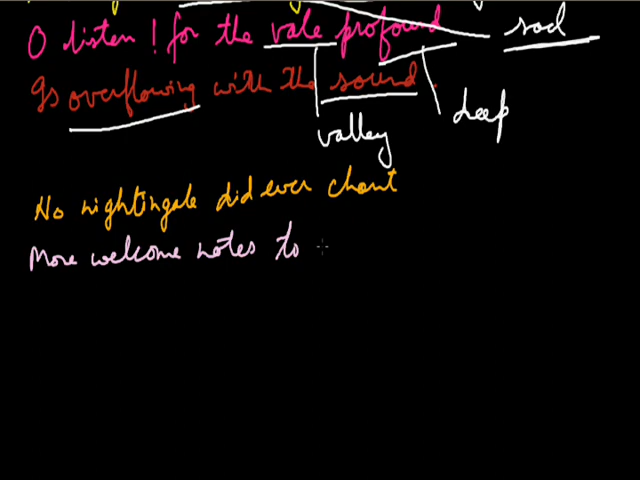 O listen! for the vale profound sad
Is overflowing with the sound.
valley deep
No nightingale did ever chant
More welcome notes to